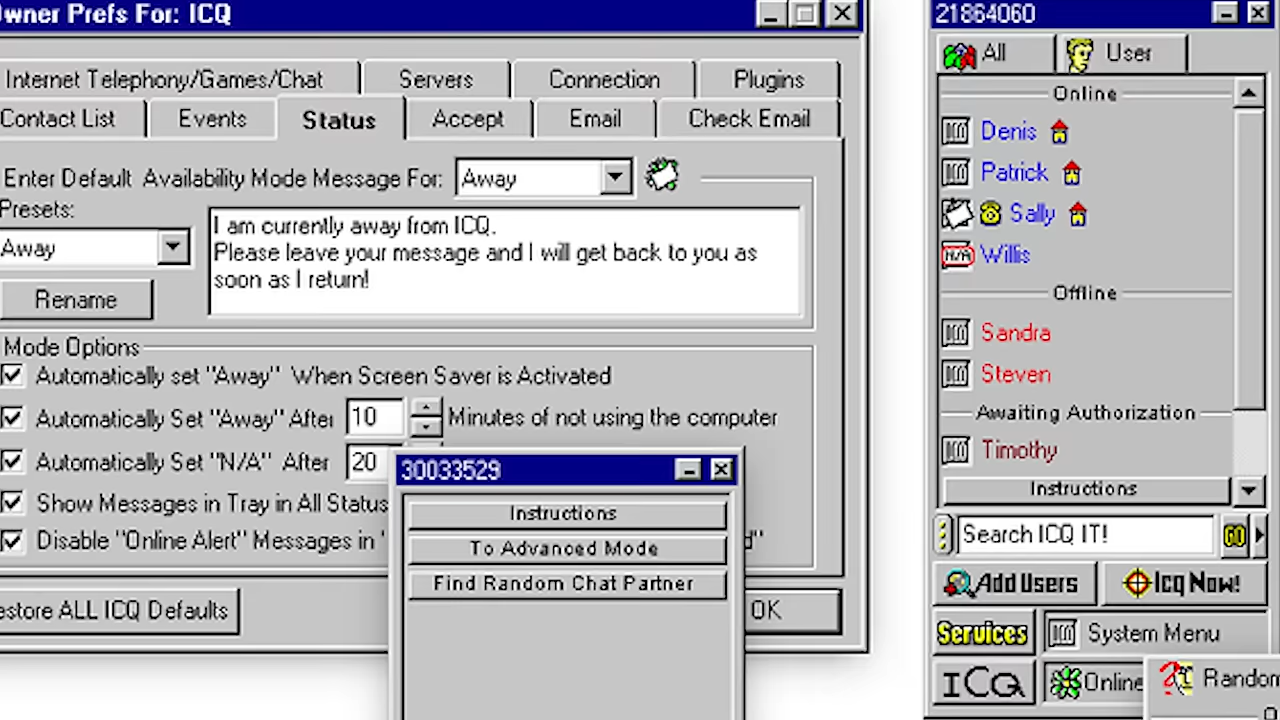 Owner Prefs For: ICQ
Internet Telephony/Games/Chat
Servers
Connection
Plugins
Contact List
Events
Status
Accept
Email
Check Email
Enter Default Availability Mode Message For:
Away
Presets:
Away
Rename
I am currently away from ICQ.
Please leave your message and I will get back to you as
soon as I return!
Mode Options
Automatically set "Away" When Screen Saver is Activated
Automatically Set "Away" After 10 Minutes of not using the computer
Automatically Set "N/A" After 20
Show Messages in Tray in All Status
Disable "Online Alert" Messages in "
d"
estore ALL ICQ Defaults
OK
30033529
Instructions
To Advanced Mode
Find Random Chat Partner
21864060
All
User
Online
Denis
Patrick
Sally
N/A Willis
Offline
Sandra
Steven
Awaiting Authorization
Timothy
Instructions
Search ICQ IT!
GO
Add Users
Icq Now!
Services
System Menu
ICQ
Online
Random